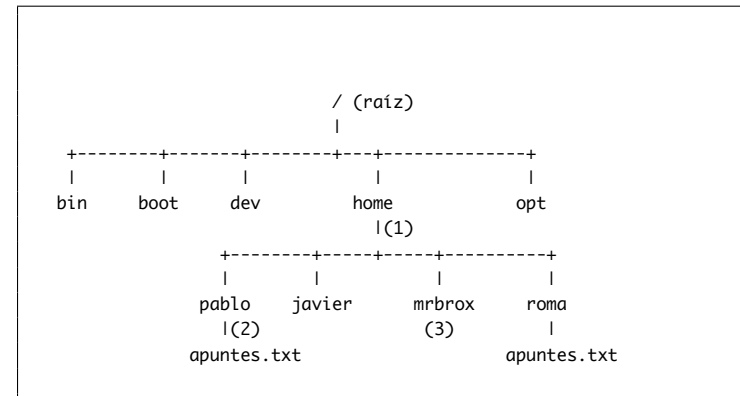 / (raíz)
|
+--------+-------+--------+---+--------------+
| | | | |
bin boot dev home opt
|(1)
+--------+-----+-----+----------+
| | | |
pablo javier mrbrox roma
|(2) (3) |
apuntes.txt apuntes.txt